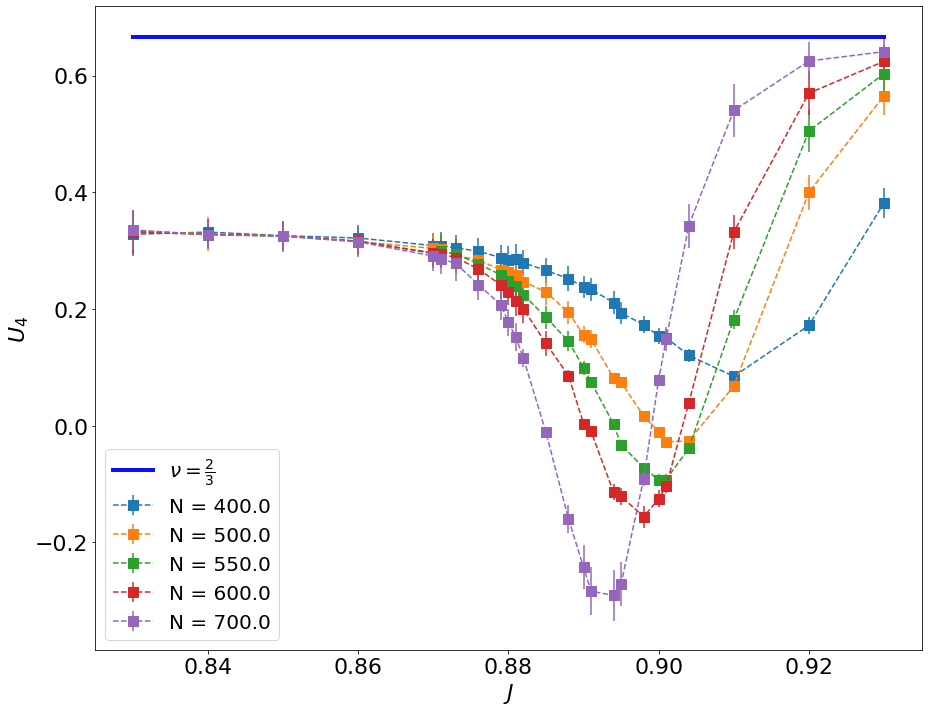 0.6
0.4
0.2
0.0
−0.2
U₄
ν = 2/3
N = 400.0
N = 500.0
N = 550.0
N = 600.0
N = 700.0
0.84 0.86 0.88 0.90 0.92
J